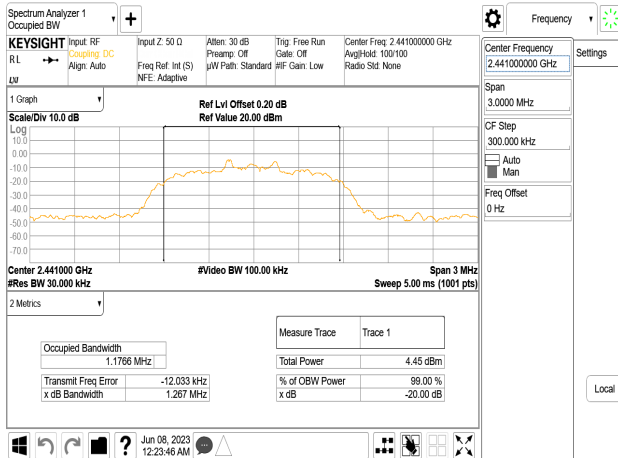 Spectrum Analyzer 1
Occupied BW
Frequency
KEYSIGHT
Input: RF
Coupling: DC
Align: Auto
Input Z: 50 Ω
Freq Ref: Int (S)
NFE: Adaptive
Atten: 30 dB
Preamp: Off
µW Path: Standard
Trig: Free Run
Gate: Off
#IF Gain: Low
Center Freq: 2.441000000 GHz
Avg|Hold: 100/100
Radio Std: None
RL
LXI
Center Frequency
2.441000000 GHz
Settings
Span
3.0000 MHz
CF Step
300.000 kHz
Auto
Man
Freq Offset
0 Hz
Local
1 Graph
Scale/Div 10.0 dB
Ref Lvl Offset 0.20 dB
Ref Value 20.00 dBm
Log
10.0
0.00
-10.0
-20.0
-30.0
-40.0
-50.0
-60.0
-70.0
Center 2.441000 GHz
#Video BW 100.00 kHz
Span 3 MHz
#Res BW 30.000 kHz
Sweep 5.00 ms (1001 pts)
2 Metrics
Measure Trace
Trace 1
Occupied Bandwidth
1.1766 MHz
Total Power
4.45 dBm
Transmit Freq Error
-12.033 kHz
% of OBW Power
99.00 %
x dB Bandwidth
1.267 MHz
x dB
-20.00 dB
?
Jun 08, 2023
12:23:46 AM